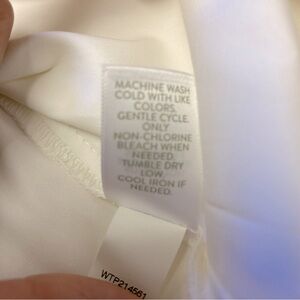 MACHINE WASH
COLD WITH LIKE
COLORS.
GENTLE CYCLE.
ONLY
NON-CHLORINE
BLEACH WHEN
NEEDED.
TUMBLE DRY
LOW.
COOL IRON IF
NEEDED.
WTP214561